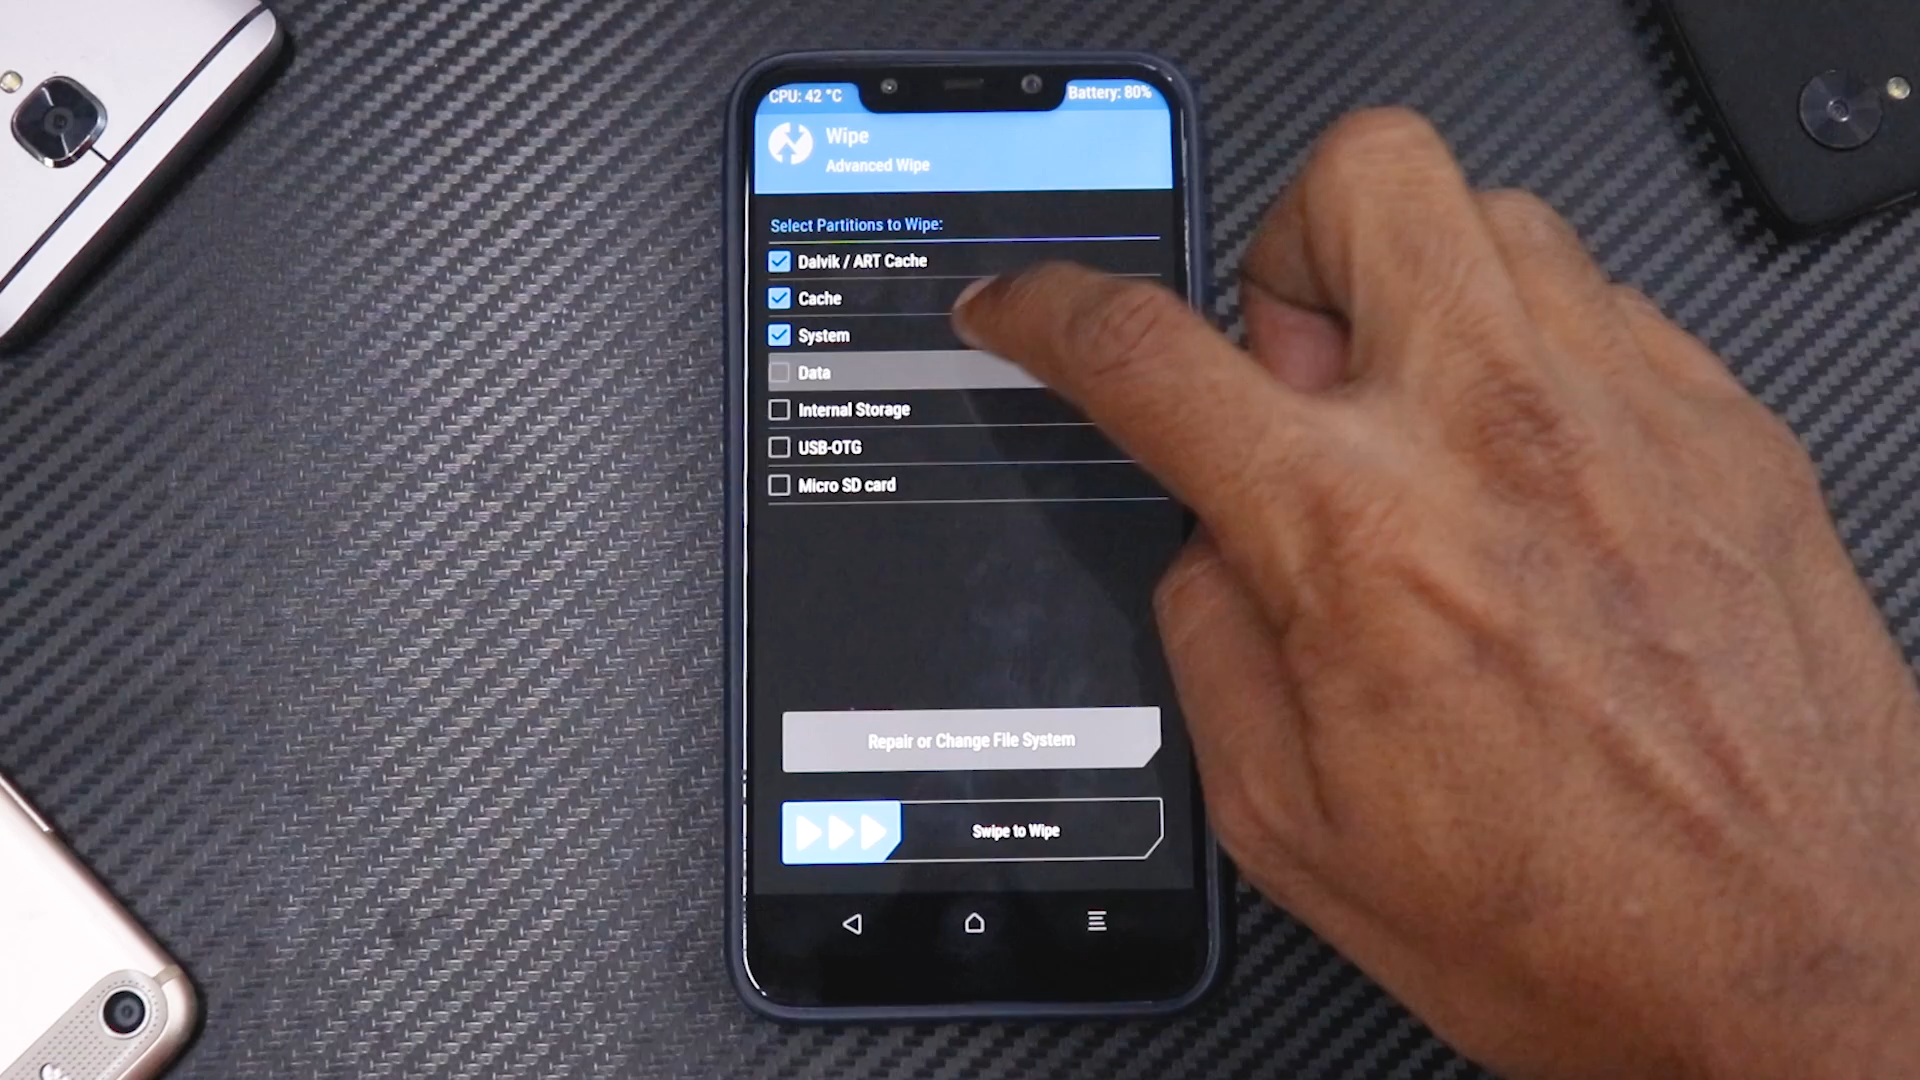 CPU: 42 °C
Battery: 80%
Wipe
Advanced Wipe
Select Partitions to Wipe:
Dalvik / ART Cache
Cache
System
Data
Internal Storage
USB-OTG
Micro SD card
Repair or Change File System
Swipe to Wipe